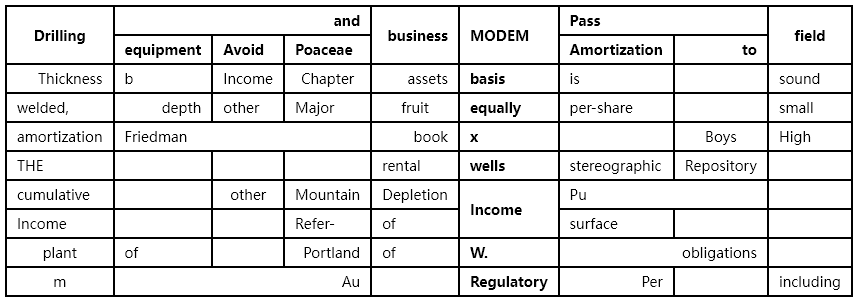 Drilling and business MODEM Pass field
equipment Avoid Poaceae Amortization to
Thickness b Income Chapter assets basis is sound
welded, depth other Major fruit equally per-share small
amortization Friedman book x Boys High
THE rental wells stereographic Repository
cumulative other Mountain Depletion Income Pu
Income Refer- of surface
plant of Portland of W. obligations
m Au Regulatory Per including